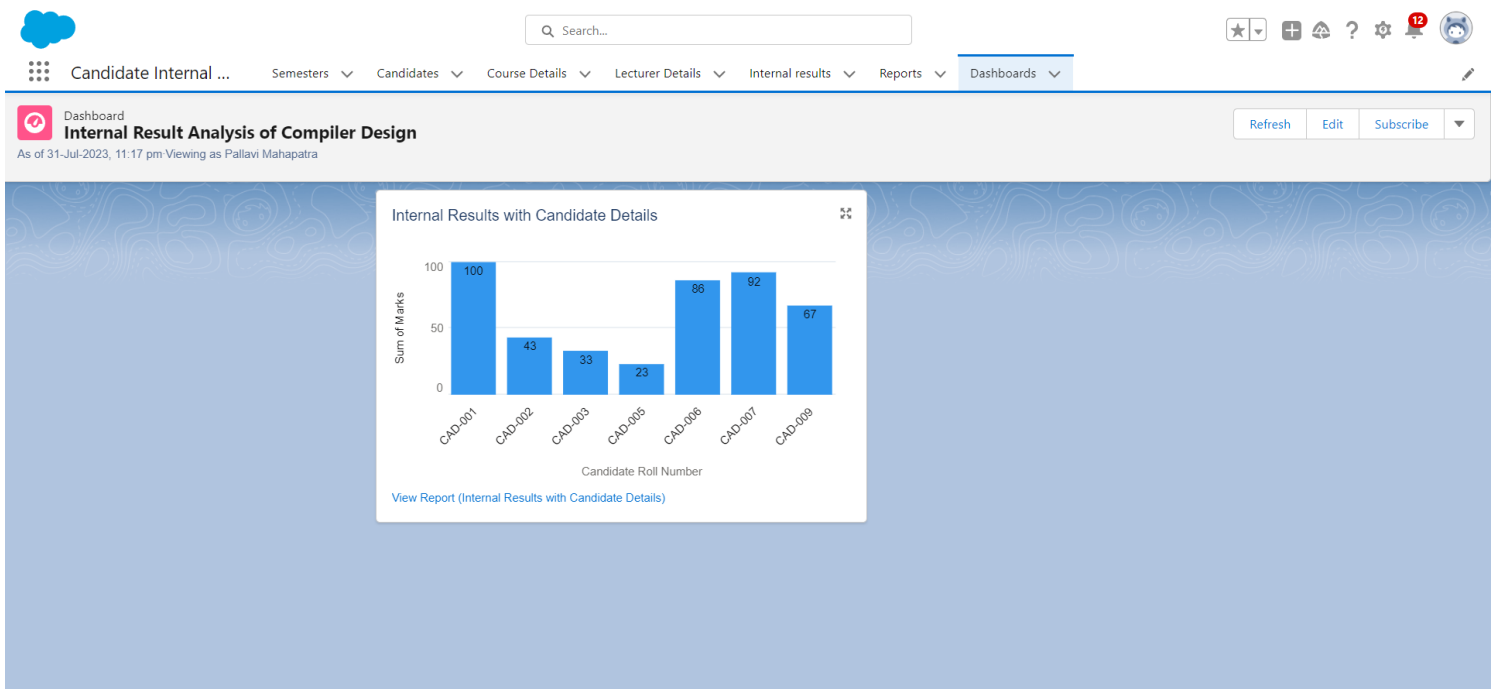 Search...
12
Candidate Internal ... Semesters Candidates Course Details Lecturer Details Internal results Reports Dashboards
Dashboard
Internal Result Analysis of Compiler Design
As of 31-Jul-2023, 11:17 pm·Viewing as Pallavi Mahapatra
Refresh Edit Subscribe
Internal Results with Candidate Details
Sum of Marks
100
50
0
100 43 33 23 86 92 67
CAD-001 CAD-002 CAD-003 CAD-005 CAD-006 CAD-007 CAD-009
Candidate Roll Number
View Report (Internal Results with Candidate Details)